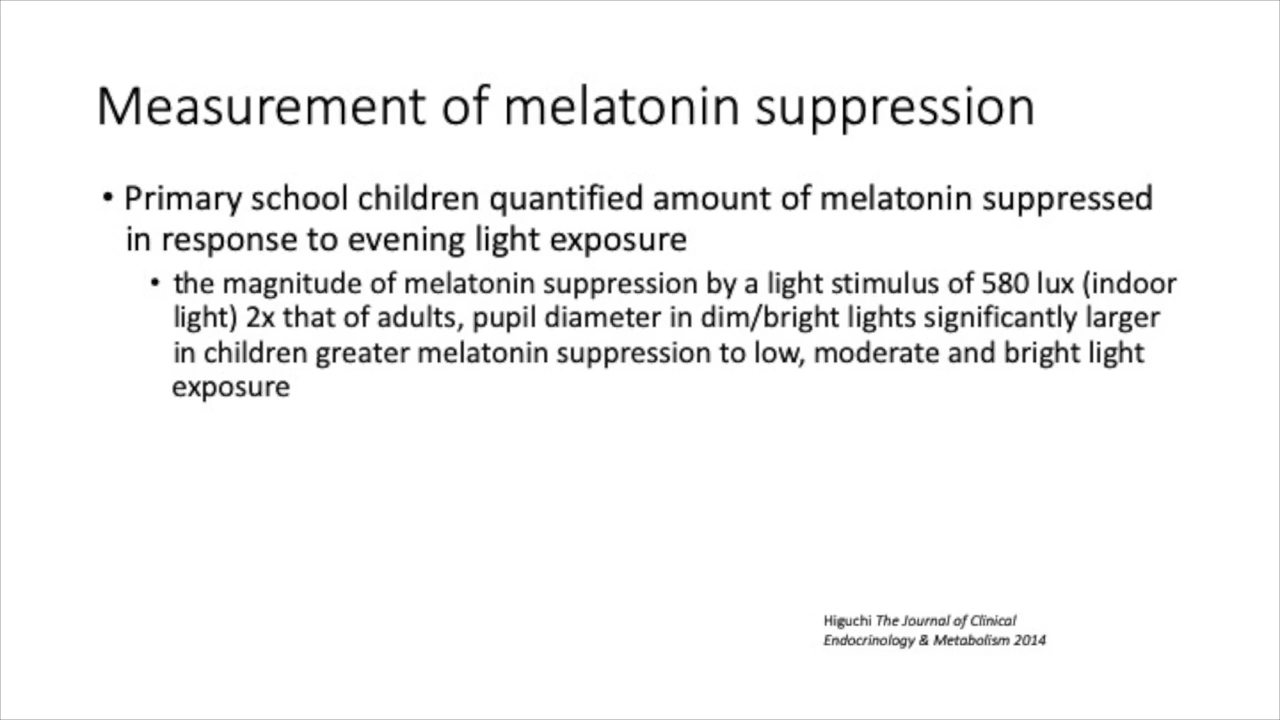 Measurement of melatonin suppression
• Primary school children quantified amount of melatonin suppressed
in response to evening light exposure
• the magnitude of melatonin suppression by a light stimulus of 580 lux (indoor
light) 2x that of adults, pupil diameter in dim/bright lights significantly larger
in children greater melatonin suppression to low, moderate and bright light
exposure
Higuchi The Journal of Clinical
Endocrinology & Metabolism 2014